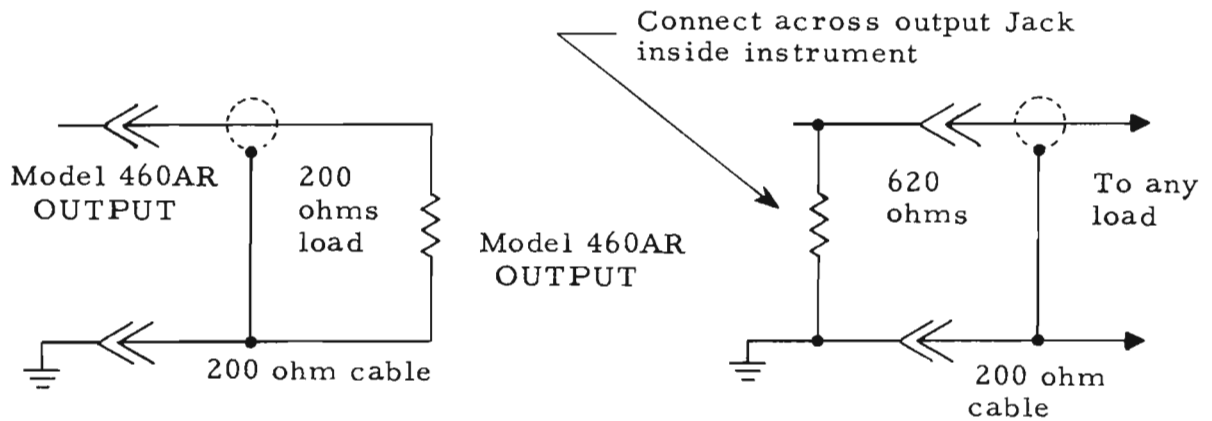 Connect across output Jack
inside instrument
Model 460AR
OUTPUT
200
ohms
load
200 ohm cable
Model 460AR
OUTPUT
620
ohms
To any
load
200 ohm
cable